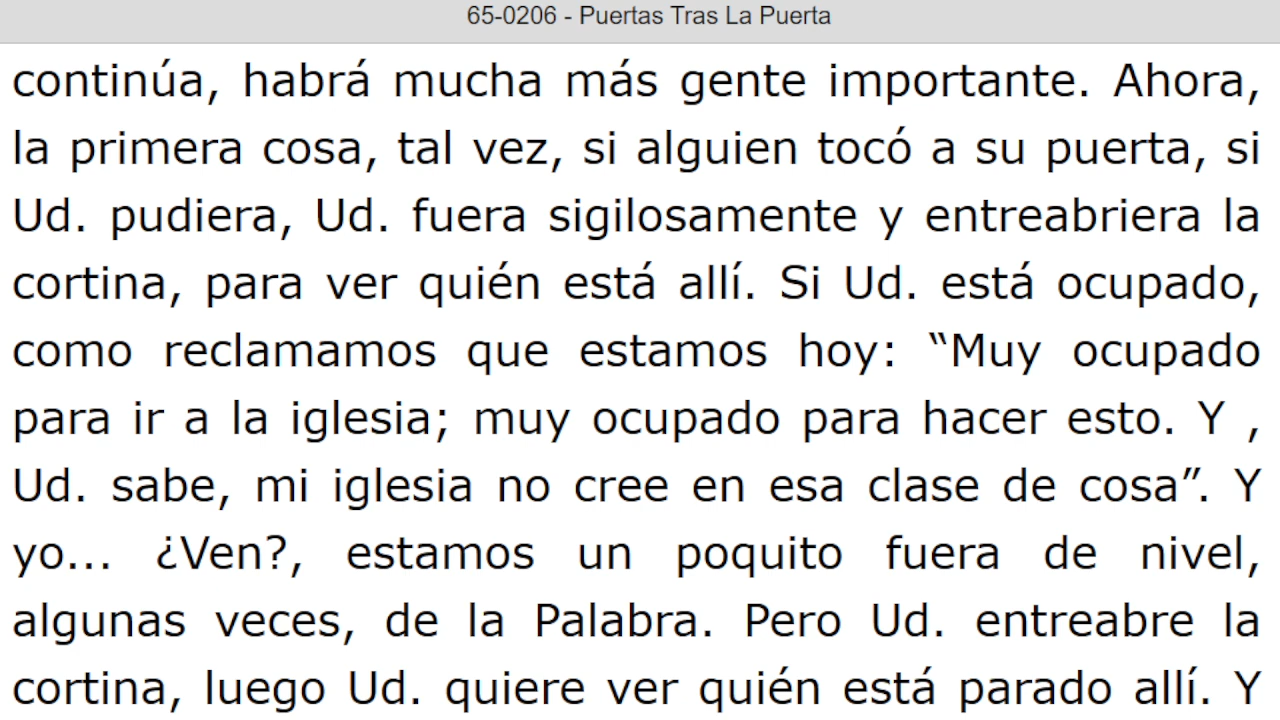 65-0206 - Puertas Tras La Puerta
continúa, habrá mucha más gente importante. Ahora,
la primera cosa, tal vez, si alguien tocó a su puerta, si
Ud. pudiera, Ud. fuera sigilosamente y entreabriera la
cortina, para ver quién está allí. Si Ud. está ocupado,
como reclamamos que estamos hoy: “Muy ocupado
para ir a la iglesia; muy ocupado para hacer esto. Y ,
Ud. sabe, mi iglesia no cree en esa clase de cosa”. Y
yo... ¿Ven?, estamos un poquito fuera de nivel,
algunas veces, de la Palabra. Pero Ud. entreabre la
cortina, luego Ud. quiere ver quién está parado allí. Y